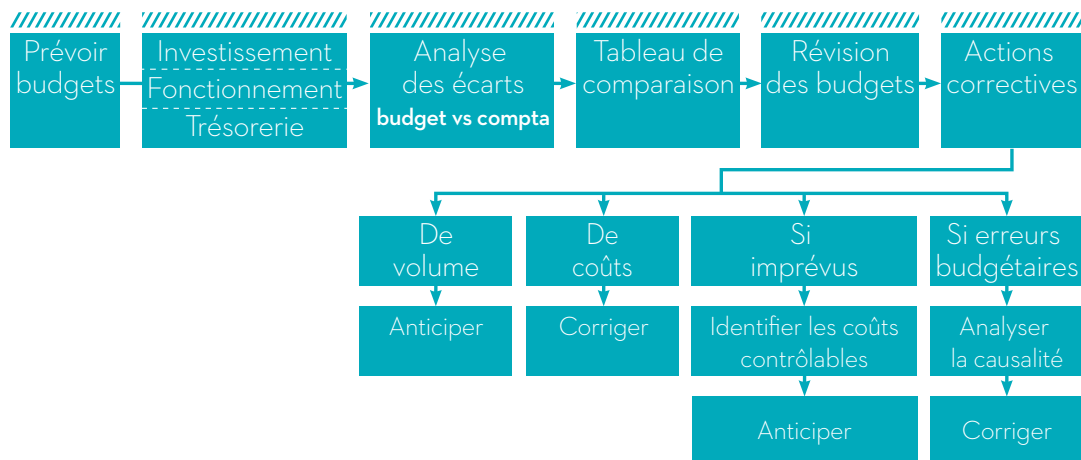 Prévoir
budgets
Investissement
Fonctionnement
Trésorerie
Analyse
des écarts
budget vs compta
Tableau de
comparaison
Révision
des budgets
Actions
correctives
De
volume
De
coûts
Si
imprévus
Si erreurs
budgétaires
Anticiper
Corriger
Identifier les coûts
contrôlables
Analyser
la causalité
Anticiper
Corriger